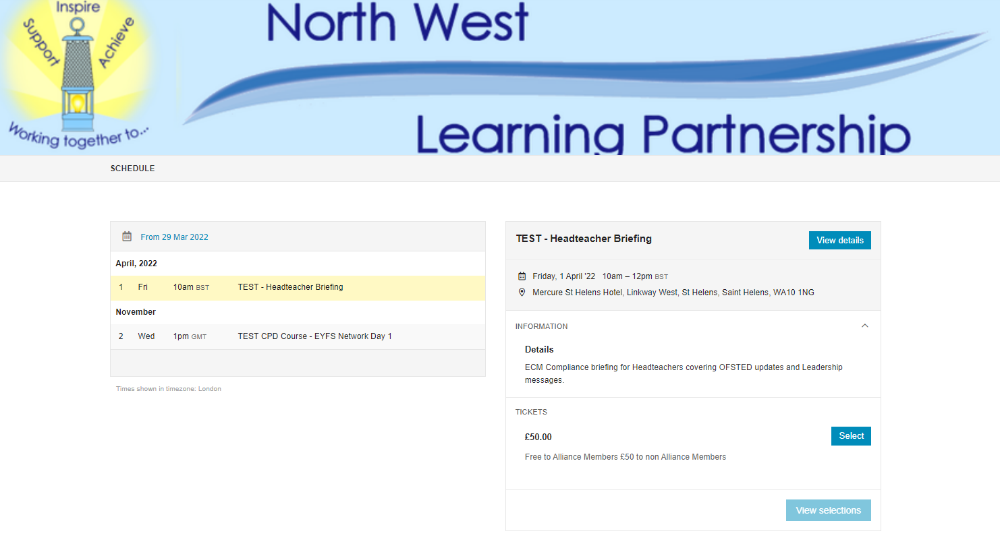 Inspire
Support
Achieve
Working together to...
North West
Learning Partnership
SCHEDULE
From 29 Mar 2022
April, 2022
1 Fri 10am BST TEST - Headteacher Briefing
November
2 Wed 1pm GMT TEST CPD Course - EYFS Network Day 1
Times shown in timezone: London
TEST - Headteacher Briefing
View details
Friday, 1 April '22 10am – 12pm BST
Mercure St Helens Hotel, Linkway West, St Helens, Saint Helens, WA10 1NG
INFORMATION
Details
ECM Compliance briefing for Headteachers covering OFSTED updates and Leadership
messages.
TICKETS
£50.00
Select
Free to Alliance Members £50 to non Alliance Members
View selections